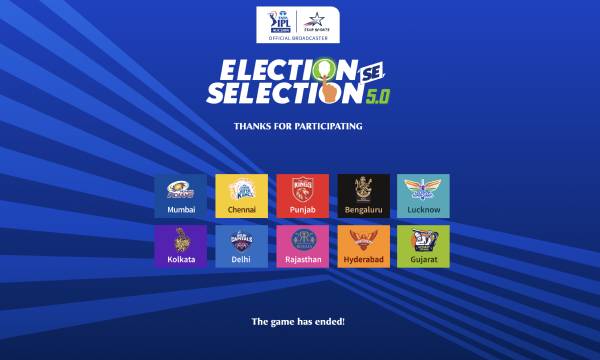 TATA
IPL
STAR SPORTS
OFFICIAL BROADCASTER
ELECTION SE
SELECTION 5.0
THANKS FOR PARTICIPATING
Mumbai Chennai Punjab Bengaluru Lucknow
Kolkata Delhi Rajasthan Hyderabad Gujarat
The game has ended!